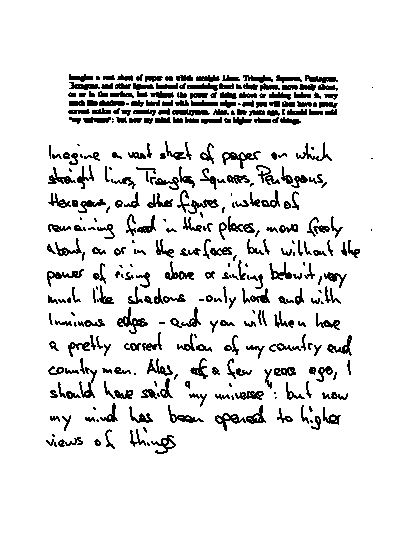 Imagine a vast sheet of paper on which straight Lines, Triangles, Squares, Pentagons,
Hexagons, and other figures, instead of remaining fixed in their places, move freely about,
on or in the surface, but without the power of rising above or sinking below it, very
much like shadows - only hard and with luminous edges - and you will then have a pretty
correct notion of my country and countrymen. Alas, a few years ago, I should have said
"my universe": but now my mind has been opened to higher views of things.
Imagine a vast sheet of paper on which
straight Lines, Triangles, Squares, Pentagons,
Hexagons, and other figures, instead of
remaining fixed in their places, move freely
about, on or in the surfaces, but without the
power of rising above or sinking below it, very
much like shadows - only hard and with
luminous edges - and you will then have
a pretty correct notion of my country and
countrymen. Alas, a few years ago, I
should have said "my universe": but now
my mind has been opened to higher
views of things